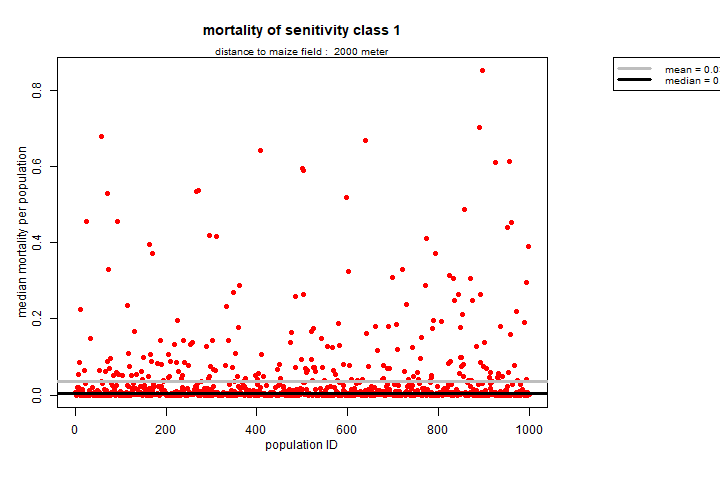 mortality of senitivity class 1
distance to maize field : 2000 meter
mean = 0.0
median = 0
median mortality per population
0.8
0.6
0.4
0.2
0.0
0 200 400 600 800 1000
population ID